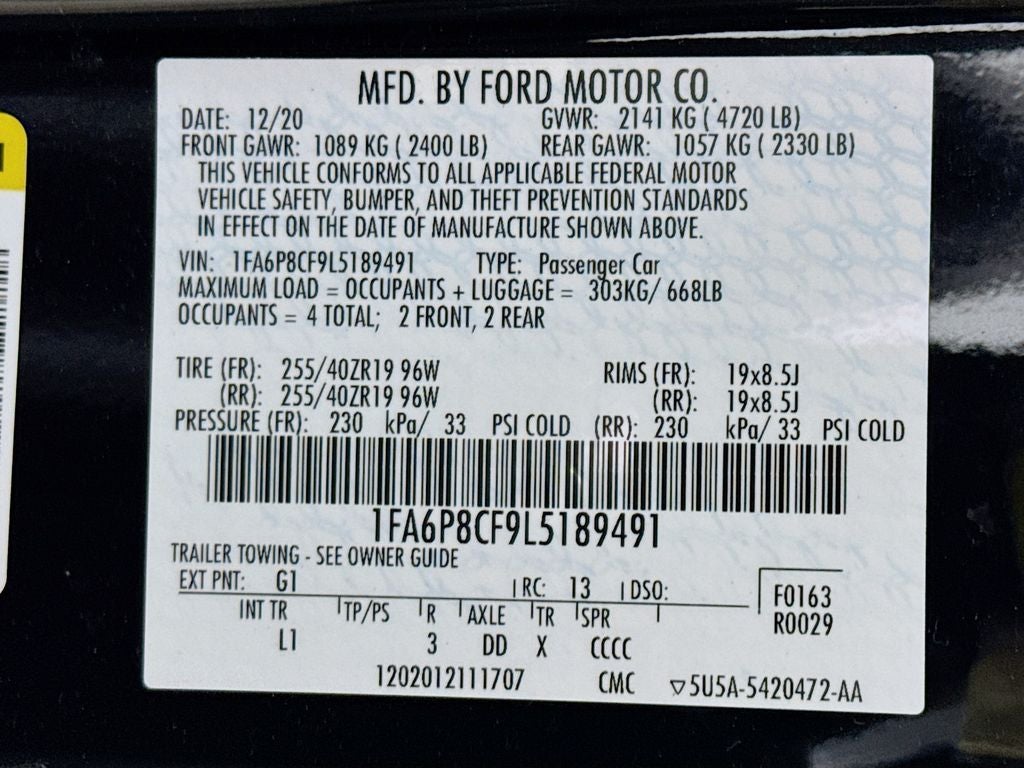 MFD. BY FORD MOTOR CO.
DATE: 12/20 GVWR: 2141 KG ( 4720 LB)
FRONT GAWR: 1089 KG ( 2400 LB) REAR GAWR: 1057 KG ( 2330 LB)
THIS VEHICLE CONFORMS TO ALL APPLICABLE FEDERAL MOTOR
VEHICLE SAFETY, BUMPER, AND THEFT PREVENTION STANDARDS
IN EFFECT ON THE DATE OF MANUFACTURE SHOWN ABOVE.
VIN: 1FA6P8CF9L5189491 TYPE: Passenger Car
MAXIMUM LOAD = OCCUPANTS + LUGGAGE = 303KG/ 668LB
OCCUPANTS = 4 TOTAL; 2 FRONT, 2 REAR
TIRE (FR): 255/40ZR19 96W RIMS (FR): 19x8.5J
(RR): 255/40ZR19 96W (RR): 19x8.5J
PRESSURE (FR): 230 kPa/ 33 PSI COLD (RR): 230 kPa/ 33 PSI COLD
1FA6P8CF9L5189491
TRAILER TOWING - SEE OWNER GUIDE
EXT PNT: G1 RC: 13 DSO: F0163
INT TR TP/PS R AXLE TR SPR R0029
L1 3 DD X CCCC
1202012111707 CMC ▽5U5A-5420472-AA